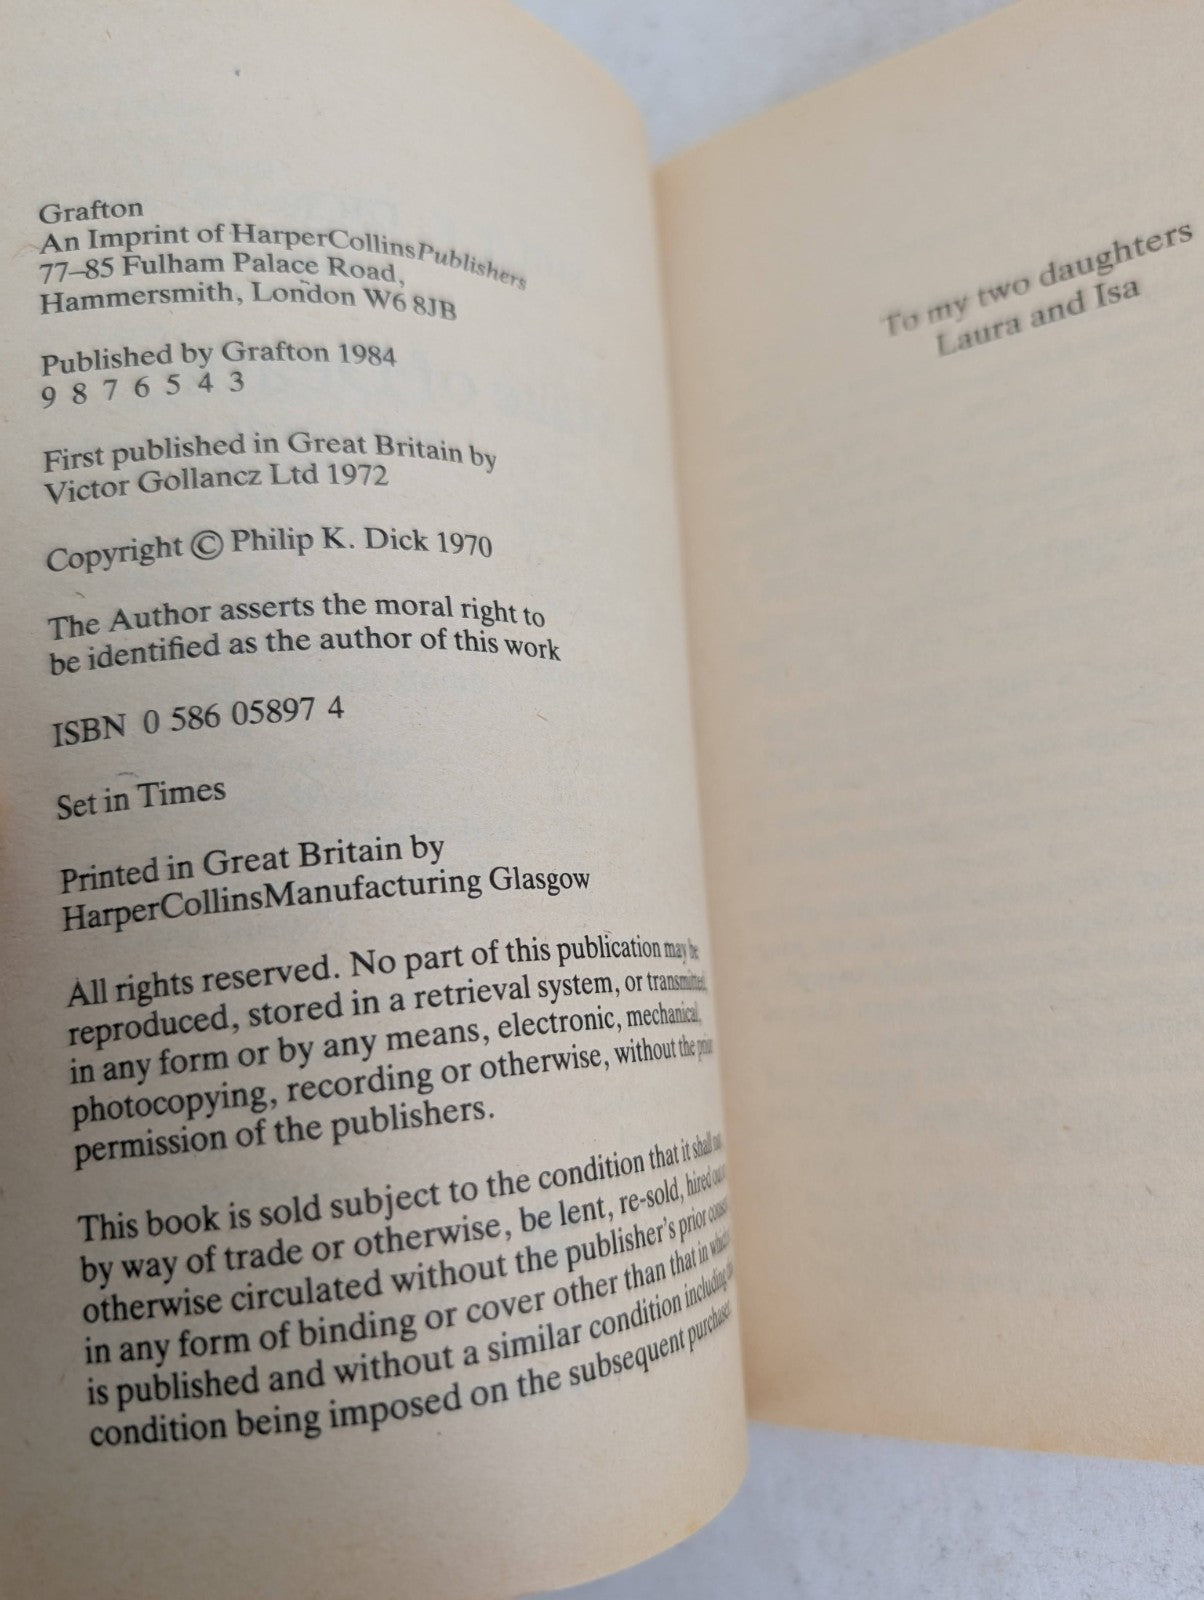 Grafton
An Imprint of HarperCollinsPublishers
77–85 Fulham Palace Road,
Hammersmith, London W6 8JB
Published by Grafton 1984
9 8 7 6 5 4 3
First published in Great Britain by
Victor Gollancz Ltd 1972
Copyright © Philip K. Dick 1970
The Author asserts the moral right to
be identified as the author of this work
ISBN 0 586 05897 4
Set in Times
Printed in Great Britain by
HarperCollinsManufacturing Glasgow
All rights reserved. No part of this publication may be
reproduced, stored in a retrieval system, or transmitted,
in any form or by any means, electronic, mechanical,
photocopying, recording or otherwise, without the prior
permission of the publishers.
This book is sold subject to the condition that it shall not
by way of trade or otherwise, be lent, re-sold, hired out
otherwise circulated without the publisher's prior consent
in any form of binding or cover other than that in which
is published and without a similar condition including
condition being imposed on the subsequent purchaser.
To my two daughters
Laura and Isa